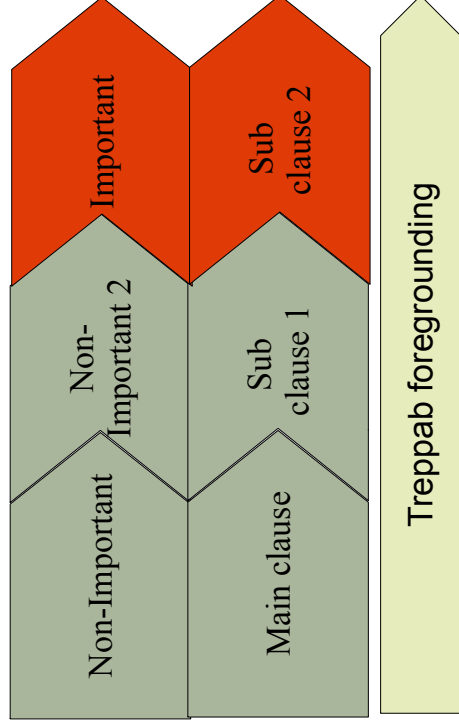 Non-Important
Non-
Important 2
Important
Main clause
Sub
clause 1
Sub
clause 2
Treppab foregrounding